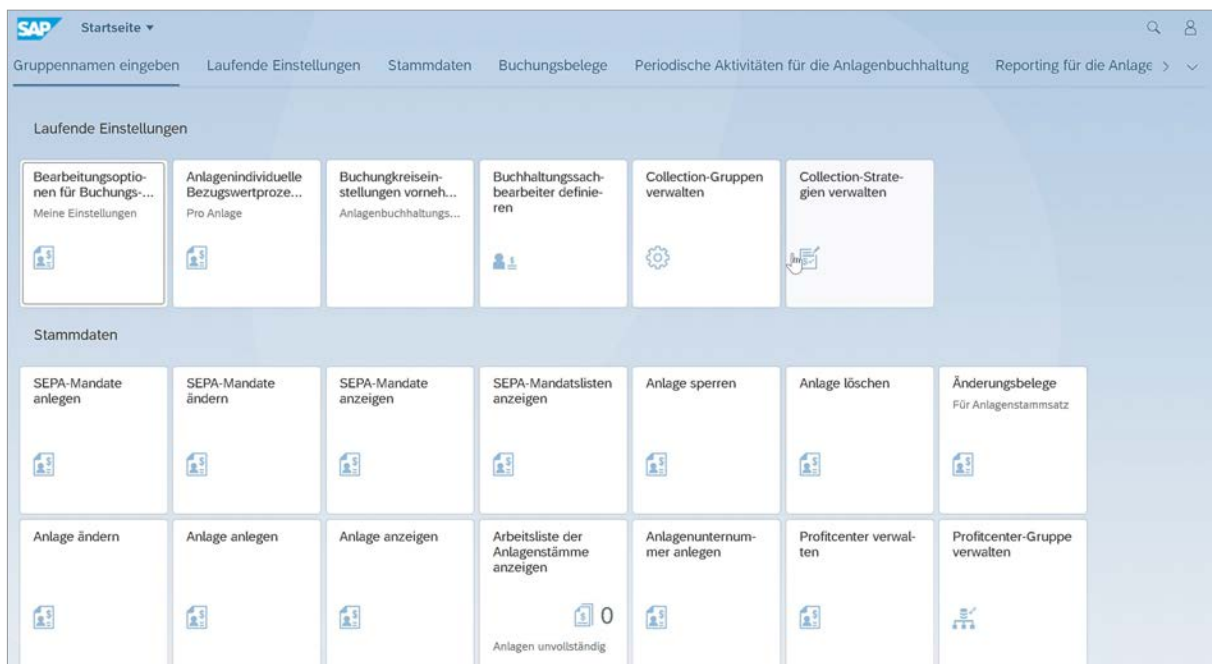 SAP Startseite
Gruppennamen eingeben Laufende Einstellungen Stammdaten Buchungsbelege Periodische Aktivitäten für die Anlagenbuchhaltung Reporting für die Anlage
Laufende Einstellungen
Bearbeitungsoptio-
nen für Buchungs-...
Meine Einstellungen
Anlagenindividuelle
Bezugswertproze...
Pro Anlage
Buchungkreisein-
stellungen vorneh...
Anlagenbuchhaltungs...
Buchhaltungssach-
bearbeiter definie-
ren
Collection-Gruppen
verwalten
Collection-Strate-
gien verwalten
Stammdaten
SEPA-Mandate
anlegen
SEPA-Mandate
ändern
SEPA-Mandate
anzeigen
SEPA-Mandatslisten
anzeigen
Anlage sperren
Anlage löschen
Änderungsbelege
Für Anlagenstammsatz
Anlage ändern
Anlage anlegen
Anlage anzeigen
Arbeitsliste der
Anlagenstämme
anzeigen
0
Anlagen unvollständig
Anlagenunternum-
mer anlegen
Profitcenter verwal-
ten
Profitcenter-Gruppe
verwalten